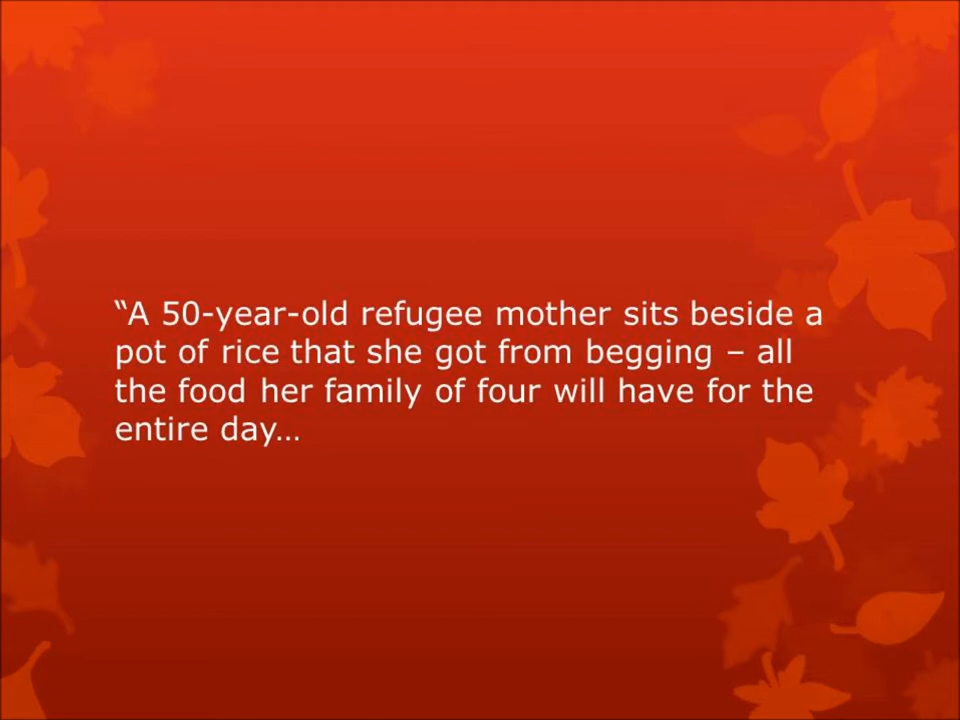 “A 50-year-old refugee mother sits beside a
pot of rice that she got from begging – all
the food her family of four will have for the
entire day…